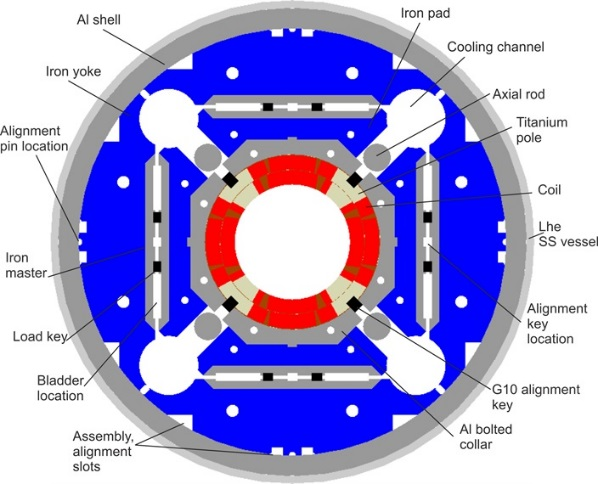 Al shell
Iron pad
Cooling channel
Iron yoke
Axial rod
Titanium
pole
Alignment
pin location
Coil
Lhe
SS vessel
Iron
master
Load key
Alignment
key
location
Bladder
location
G10 alignment
key
Al bolted
collar
Assembly,
alignment
slots